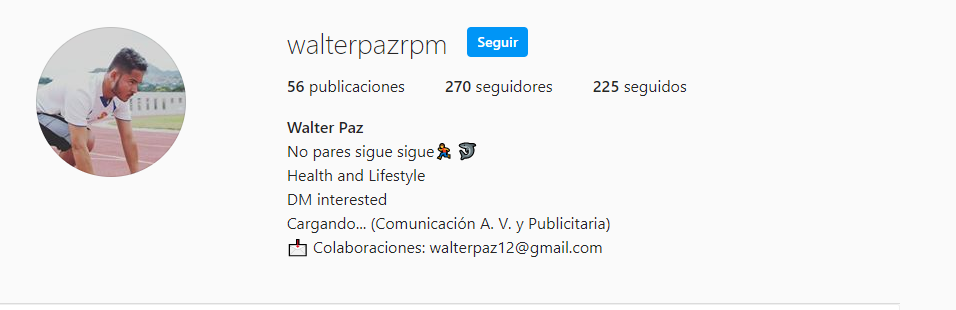 walterpazrpm Seguir
56 publicaciones 270 seguidores 225 seguidos
Walter Paz
No pares sigue sigue🏃🦈
Health and Lifestyle
DM interested
Cargando... (Comunicación A. V. y Publicitaria)
📩 Colaboraciones: walterpaz12@gmail.com